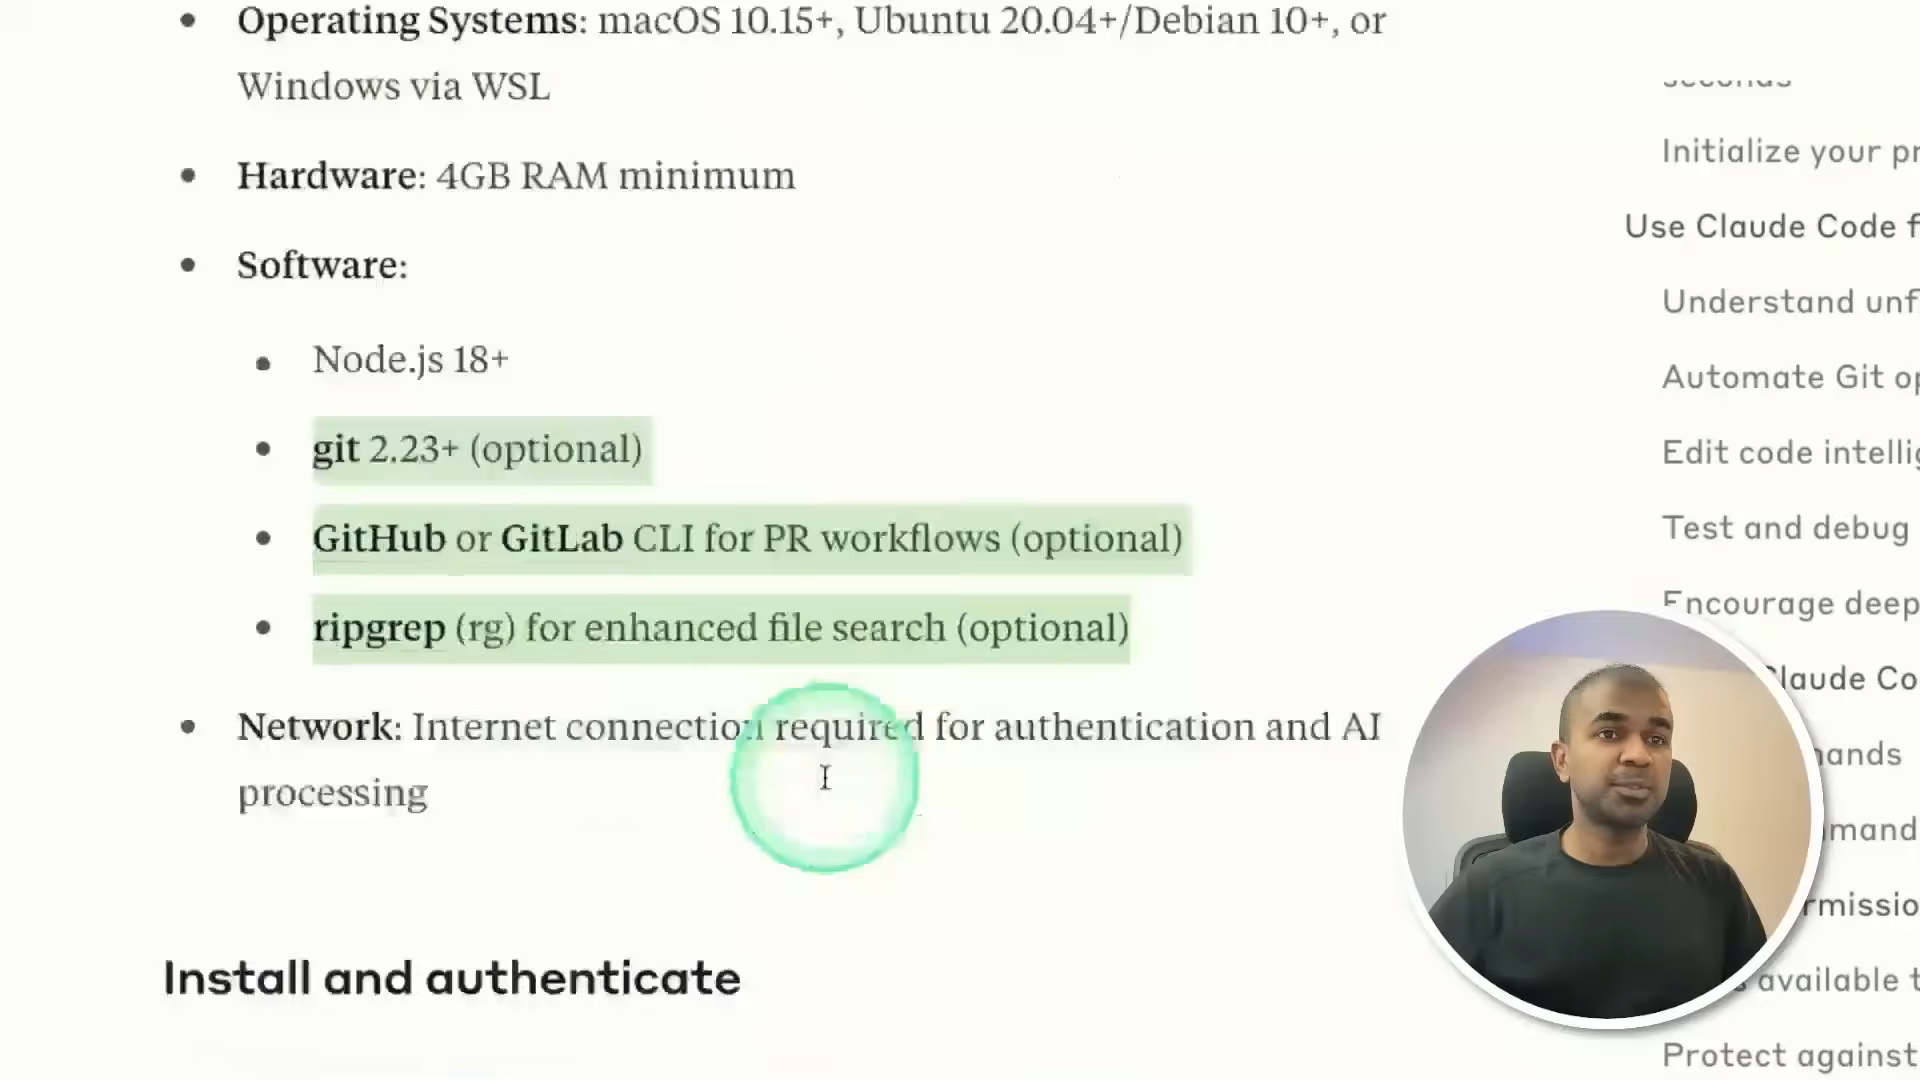 Operating Systems: macOS 10.15+, Ubuntu 20.04+/Debian 10+, or
Windows via WSL
Hardware: 4GB RAM minimum
Software:
Node.js 18+
git 2.23+ (optional)
GitHub or GitLab CLI for PR workflows (optional)
ripgrep (rg) for enhanced file search (optional)
Network: Internet connection required for authentication and AI
processing
Install and authenticate
seconds
Initialize your pr
Use Claude Code f
Understand unf
Automate Git op
Edit code intellig
Test and debug
Encourage deep
Claude Co
ands
mmand
rmissio
available t
Protect against